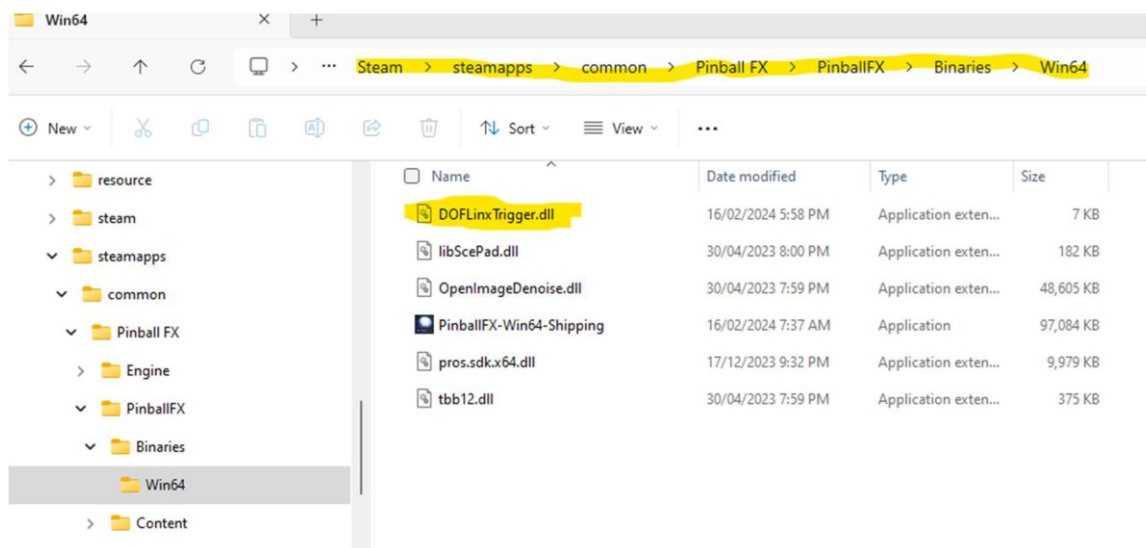 Win64
Steam > steamapps > common > Pinball FX > PinballFX > Binaries > Win64
New Sort View
Name Date modified Type Size
resource
steam
steamapps
common
Pinball FX
Engine
PinballFX
Binaries
Win64
Content
DOFLinxTrigger.dll 16/02/2024 5:58 PM Application exten... 7 KB
libScePad.dll 30/04/2023 8:00 PM Application exten... 182 KB
OpenImageDenoise.dll 30/04/2023 7:59 PM Application exten... 48,605 KB
PinballFX-Win64-Shipping 16/02/2024 7:37 AM Application 97,084 KB
pros.sdk.x64.dll 17/12/2023 9:32 PM Application exten... 9,979 KB
tbb12.dll 30/04/2023 7:59 PM Application exten... 375 KB